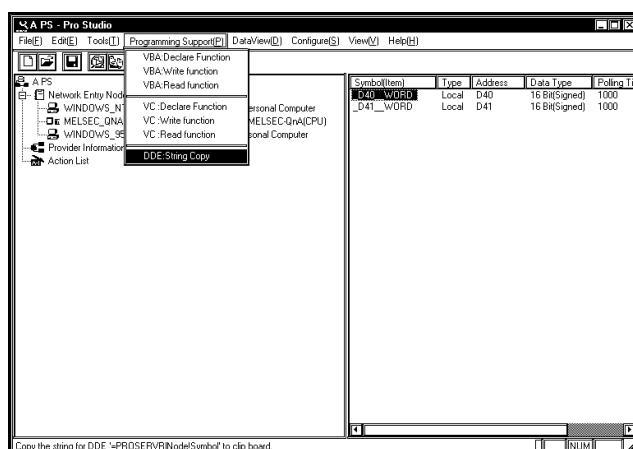 A PS - Pro Studio
File(F) Edit(E) Tools(T) Programming Support(P) DataView(D) Configure(S) View(V) Help(H)
VBA:Declare Function
VBA:Write function
VBA:Read function
VC :Declare Function
VC :Write function
VC :Read function
DDE:String Copy
A PS
Network Entry Node
WINDOWS_N ersonal Computer
MELSEC_QNA MELSEC-QnA(CPU)
WINDOWS_95 sonal Computer
Provider Information
Action List
Symbol(Item) Type Address Data Type Polling Ti
_D40__WORD Local D40 16 Bit(Signed) 1000
_D41__WORD Local D41 16 Bit(Signed) 1000
Copy the string for DDE '=PROSERVR|Node!Symbol' to clip board.
NUM